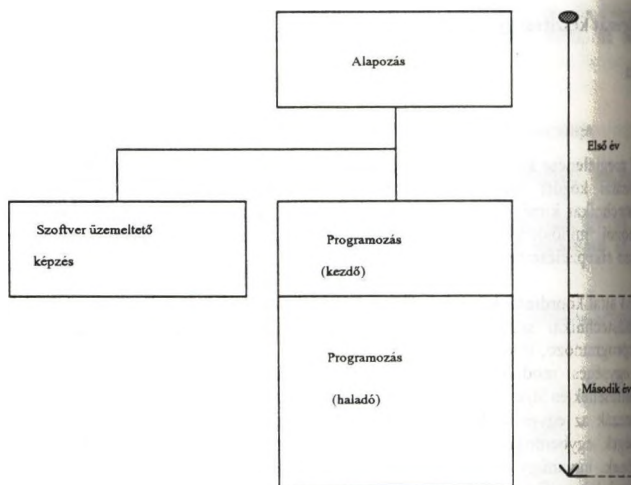 Alapozás
Első év
Szoftver üzemeltető
képzés
Programozás
(kezdő)
Programozás
(haladó)
Második év